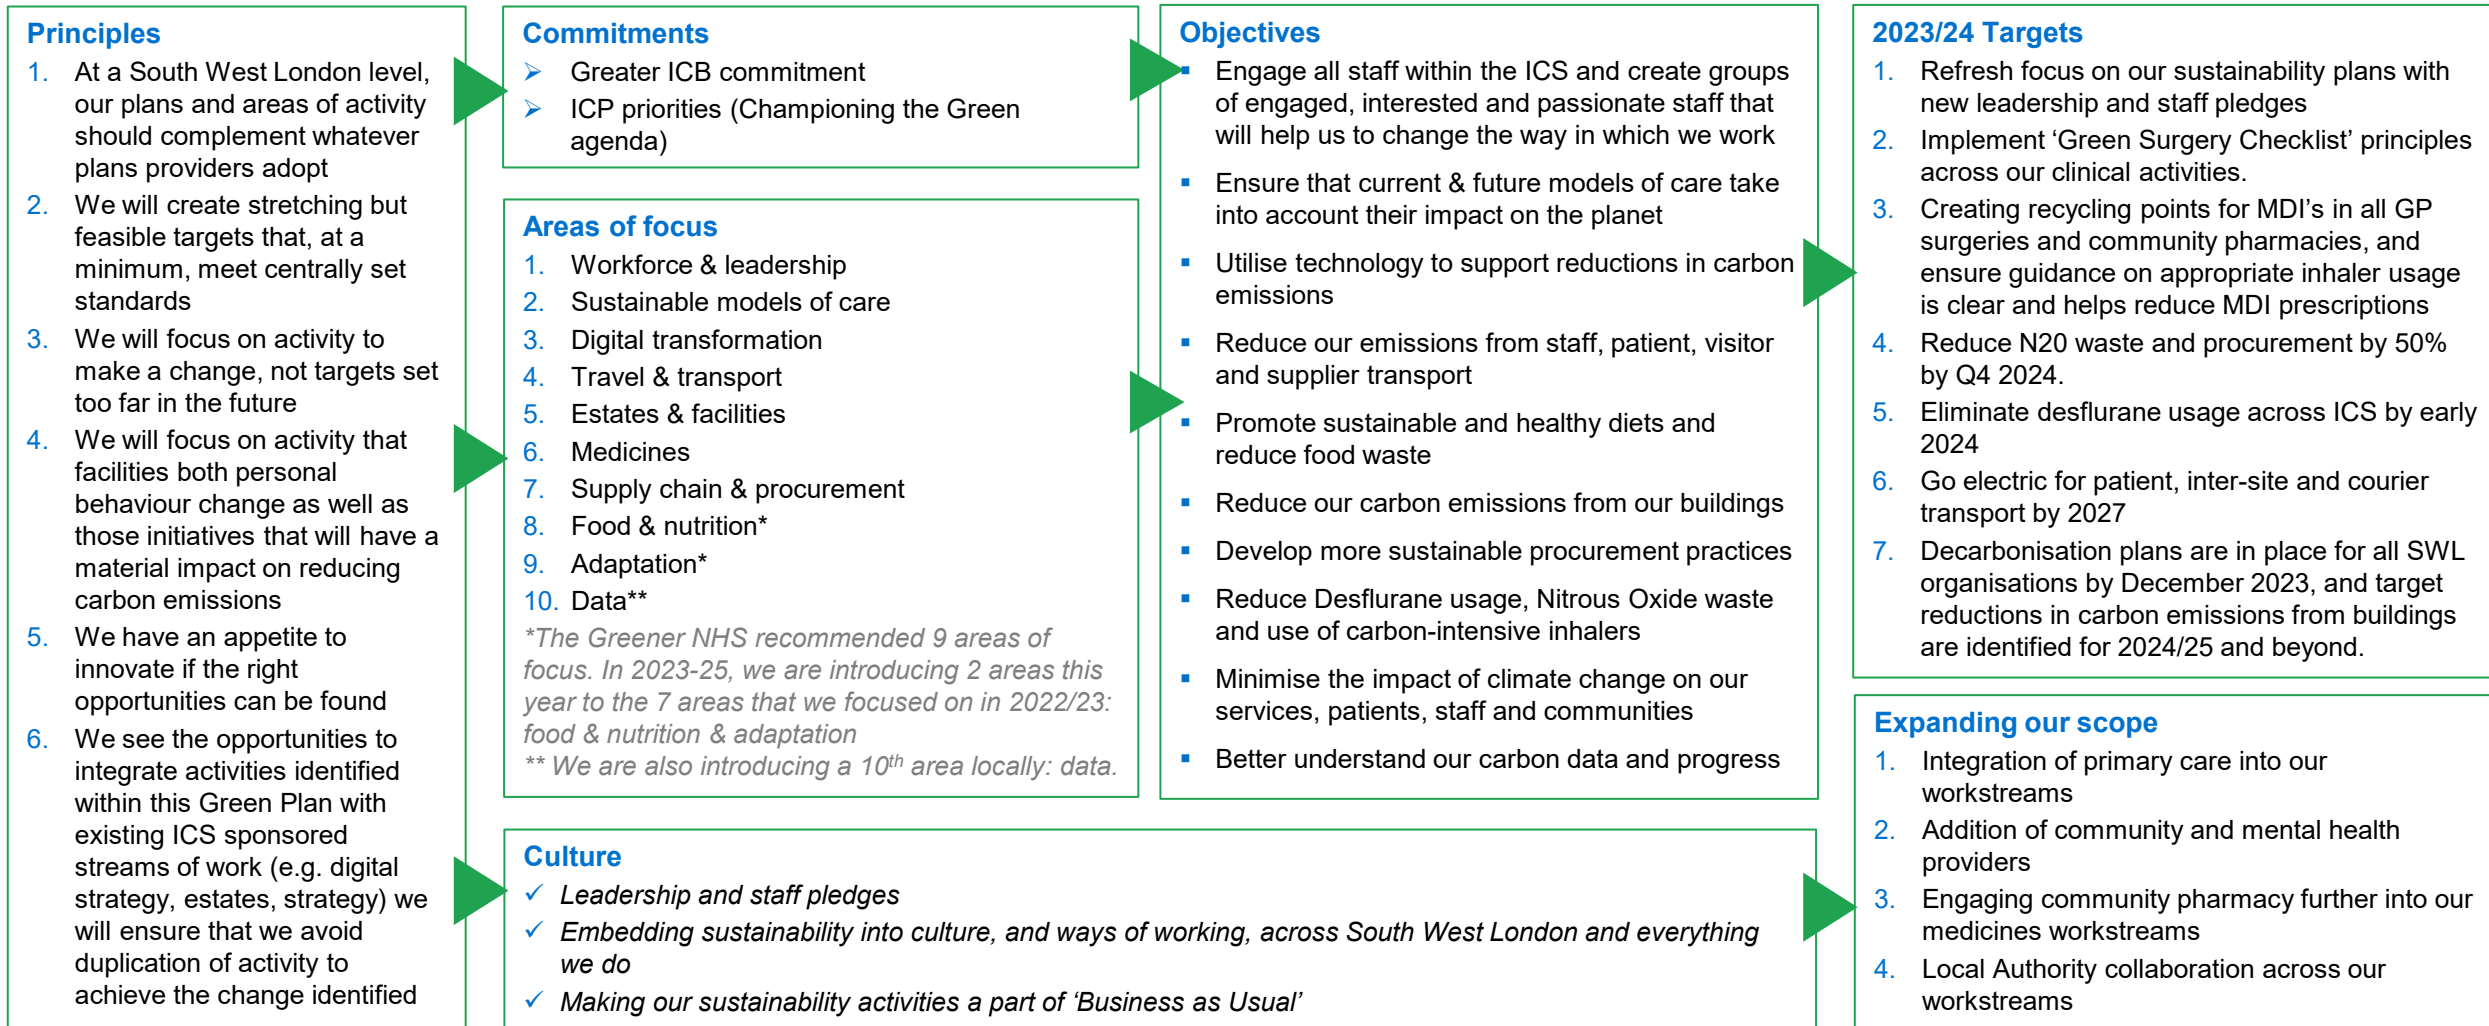 Principles
1. At a South West London level,
our plans and areas of activity
should complement whatever
plans providers adopt
2. We will create stretching but
feasible targets that, at a
minimum, meet centrally set
standards
3. We will focus on activity to
make a change, not targets set
too far in the future
4. We will focus on activity that
facilities both personal
behaviour change as well as
those initiatives that will have a
material impact on reducing
carbon emissions
5. We have an appetite to
innovate if the right
opportunities can be found
6. We see the opportunities to
integrate activities identified
within this Green Plan with
existing ICS sponsored
streams of work (e.g. digital
strategy, estates, strategy) we
will ensure that we avoid
duplication of activity to
achieve the change identified
Commitments
➢ Greater ICB commitment
➢ ICP priorities (Championing the Green
agenda)
Areas of focus
1. Workforce & leadership
2. Sustainable models of care
3. Digital transformation
4. Travel & transport
5. Estates & facilities
6. Medicines
7. Supply chain & procurement
8. Food & nutrition*
9. Adaptation*
10. Data**
*The Greener NHS recommended 9 areas of
focus. In 2023-25, we are introducing 2 areas this
year to the 7 areas that we focused on in 2022/23:
food & nutrition & adaptation
** We are also introducing a 10th area locally: data.
Objectives
▪ Engage all staff within the ICS and create groups
of engaged, interested and passionate staff that
will help us to change the way in which we work
▪ Ensure that current & future models of care take
into account their impact on the planet
▪ Utilise technology to support reductions in carbon
emissions
▪ Reduce our emissions from staff, patient, visitor
and supplier transport
▪ Promote sustainable and healthy diets and
reduce food waste
▪ Reduce our carbon emissions from our buildings
▪ Develop more sustainable procurement practices
▪ Reduce Desflurane usage, Nitrous Oxide waste
and use of carbon-intensive inhalers
▪ Minimise the impact of climate change on our
services, patients, staff and communities
▪ Better understand our carbon data and progress
Culture
✓ Leadership and staff pledges
✓ Embedding sustainability into culture, and ways of working, across South West London and everything
we do
✓ Making our sustainability activities a part of ‘Business as Usual’
2023/24 Targets
1. Refresh focus on our sustainability plans with
new leadership and staff pledges
2. Implement ‘Green Surgery Checklist’ principles
across our clinical activities.
3. Creating recycling points for MDI’s in all GP
surgeries and community pharmacies, and
ensure guidance on appropriate inhaler usage
is clear and helps reduce MDI prescriptions
4. Reduce N20 waste and procurement by 50%
by Q4 2024.
5. Eliminate desflurane usage across ICS by early
2024
6. Go electric for patient, inter-site and courier
transport by 2027
7. Decarbonisation plans are in place for all SWL
organisations by December 2023, and target
reductions in carbon emissions from buildings
are identified for 2024/25 and beyond.
Expanding our scope
1. Integration of primary care into our
workstreams
2. Addition of community and mental health
providers
3. Engaging community pharmacy further into our
medicines workstreams
4. Local Authority collaboration across our
workstreams